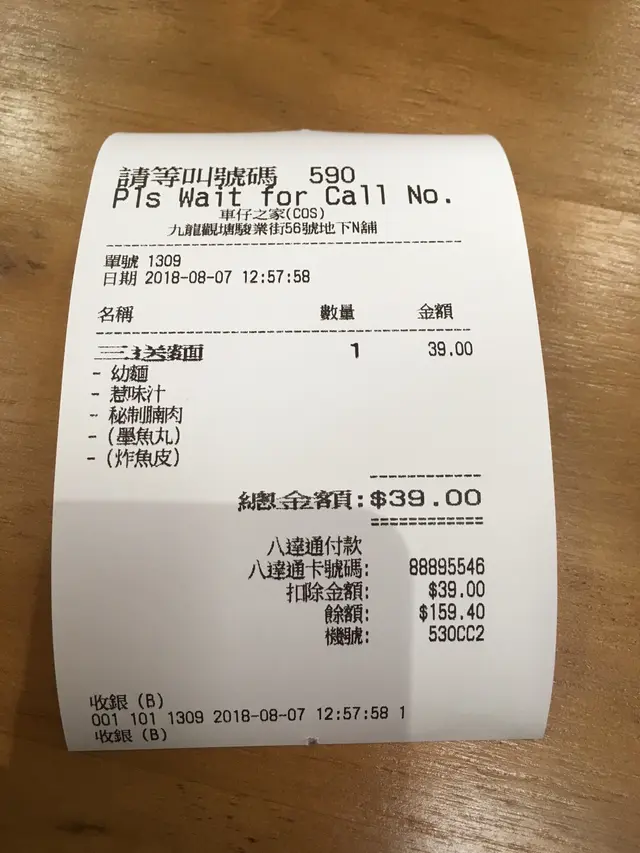 請等叫號碼 590
Pls Wait for Call No.
車仔之家(COS)
九龍觀塘駿業街56號地下N舖
單號 1309
日期 2018-08-07 12:57:58
名稱 數量 金額
三送麵 1 39.00
- 幼麵
- 惹味汁
- 秘制腩肉
- (墨魚丸)
- (炸魚皮)
總金額:$39.00
八達通付款
八達通卡號碼: 88895546
扣除金額: $39.00
餘額: $159.40
機號: 530CC2
收銀 (B)
001 101 1309 2018-08-07 12:57:58 1
收銀 (B)